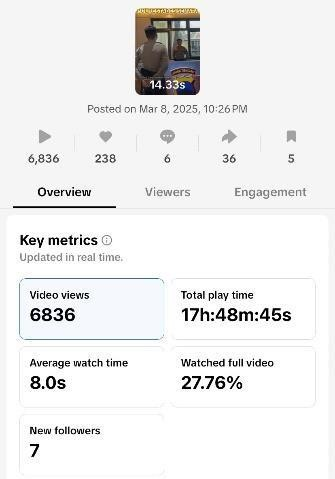 14.33s
Posted on Mar 8, 2025, 10:26 PM
6,836 238 6 36 5
Overview Viewers Engagement
Key metrics
Updated in real time.
Video views
6836
Total play time
17h:48m:45s
Average watch time
8.0s
Watched full video
27.76%
New followers
7